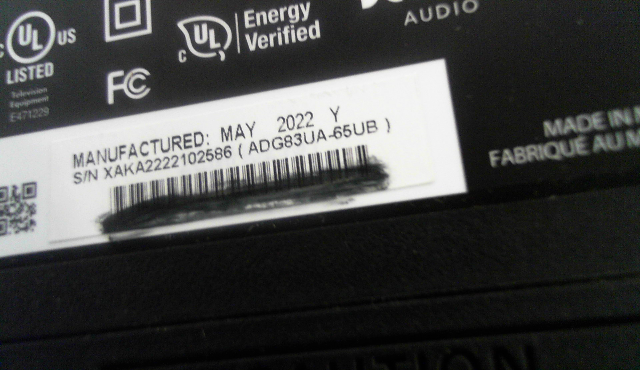 c UL US
LISTED
Television
Equipment
E471229
c UL
Energy
Verified
AUDIO
FC
MANUFACTURED: MAY 2022 Y
S/N XAKA2222102586 ( ADG83UA-65UB )
MADE IN
FABRIQUÉ AU